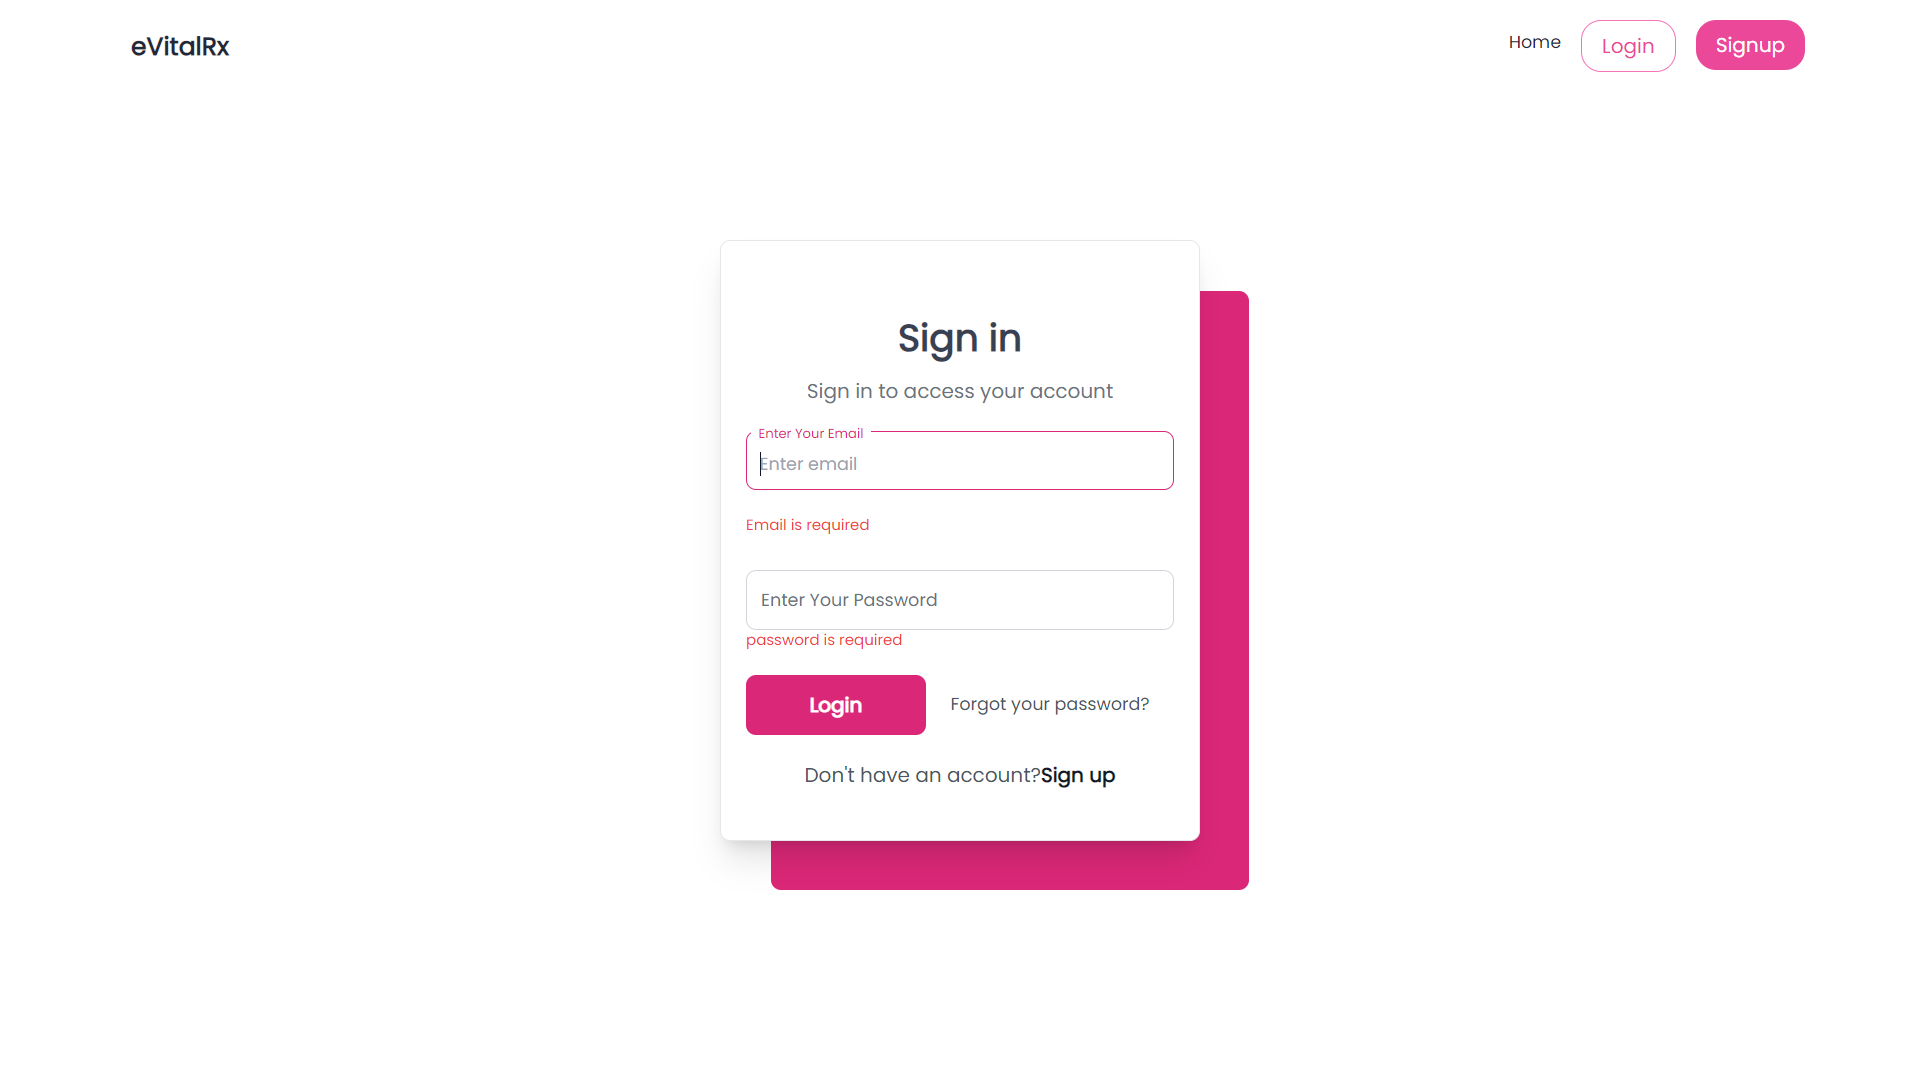 eVitalRx
Home
Login
Signup
Sign in
Sign in to access your account
Enter Your Email
Enter email
Email is required
Enter Your Password
password is required
Login
Forgot your password?
Don't have an account?Sign up